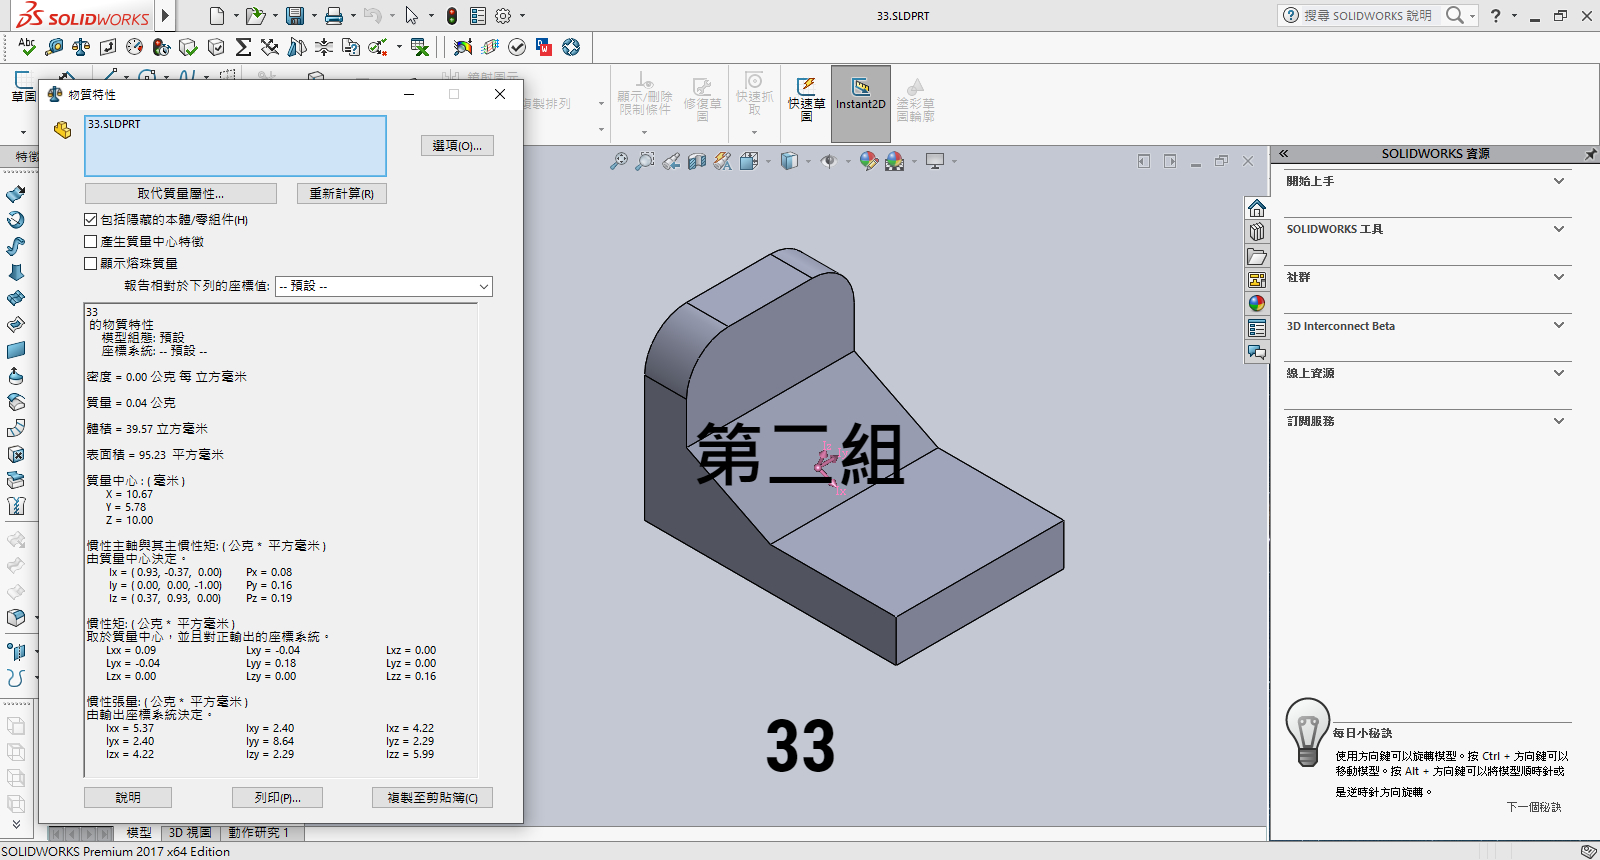 SOLIDWORKS
33.SLDPRT
搜尋 SOLIDWORKS 說明
草圖
顯示/刪除限制條件
修復草圖
快速抓取
快速草圖
Instant2D
塗彩草圖輪廓
特徵
物質特性
33.SLDPRT
選項(O)...
取代質量屬性...
重新計算(R)
包括隱藏的本體/零組件(H)
產生質量中心特徵
顯示熔珠質量
報告相對於下列的座標值:
-- 預設 --
33
的物質特性
模型組態: 預設
座標系統: -- 預設 --
密度 = 0.00 公克 每 立方毫米
質量 = 0.04 公克
體積 = 39.57 立方毫米
表面積 = 95.23 平方毫米
質量中心 : ( 毫米 )
X = 10.67
Y = 5.78
Z = 10.00
慣性主軸與其主慣性矩: ( 公克 * 平方毫米 )
由質量中心決定。
Ix = ( 0.93, -0.37, 0.00) Px = 0.08
Iy = ( 0.00, 0.00, -1.00) Py = 0.16
Iz = ( 0.37, 0.93, 0.00) Pz = 0.19
慣性矩: ( 公克 * 平方毫米 )
取於質量中心，並且對正輸出的座標系統。
Lxx = 0.09 Lxy = -0.04 Lxz = 0.00
Lyx = -0.04 Lyy = 0.18 Lyz = 0.00
Lzx = 0.00 Lzy = 0.00 Lzz = 0.16
慣性張量: ( 公克 * 平方毫米 )
由輸出座標系統決定。
Ixx = 5.37 Ixy = 2.40 Ixz = 4.22
Iyx = 2.40 Iyy = 8.64 Iyz = 2.29
Izx = 4.22 Izy = 2.29 Izz = 5.99
說明
列印(P)...
複製至剪貼簿(C)
第二組
33
SOLIDWORKS 資源
開始上手
SOLIDWORKS 工具
社群
3D Interconnect Beta
線上資源
訂閱服務
每日小秘訣
使用方向鍵可以旋轉模型。按 Ctrl + 方向鍵可以
移動模型。按 Alt + 方向鍵可以將模型順時針或
是逆時針方向旋轉。
下一個秘訣
模型
3D 視圖
動作研究 1
SOLIDWORKS Premium 2017 x64 Edition